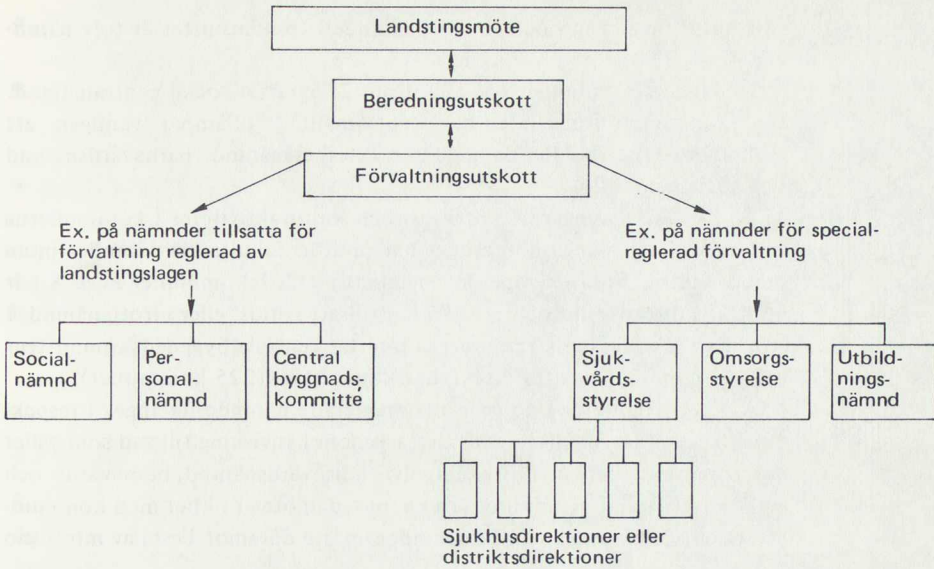 Landstingsmöte
Beredningsutskott
Förvaltningsutskott
Ex. på nämnder tillsatta för
förvaltning reglerad av
landstingslagen
Ex. på nämnder för special-
reglerad förvaltning
Social-
nämnd
Per-
sonal-
nämnd
Central
byggnads-
kommitté
Sjuk-
vårds-
styrelse
Omsorgs-
styrelse
Utbild-
nings-
nämnd
Sjukhusdirektioner eller
distriktsdirektioner